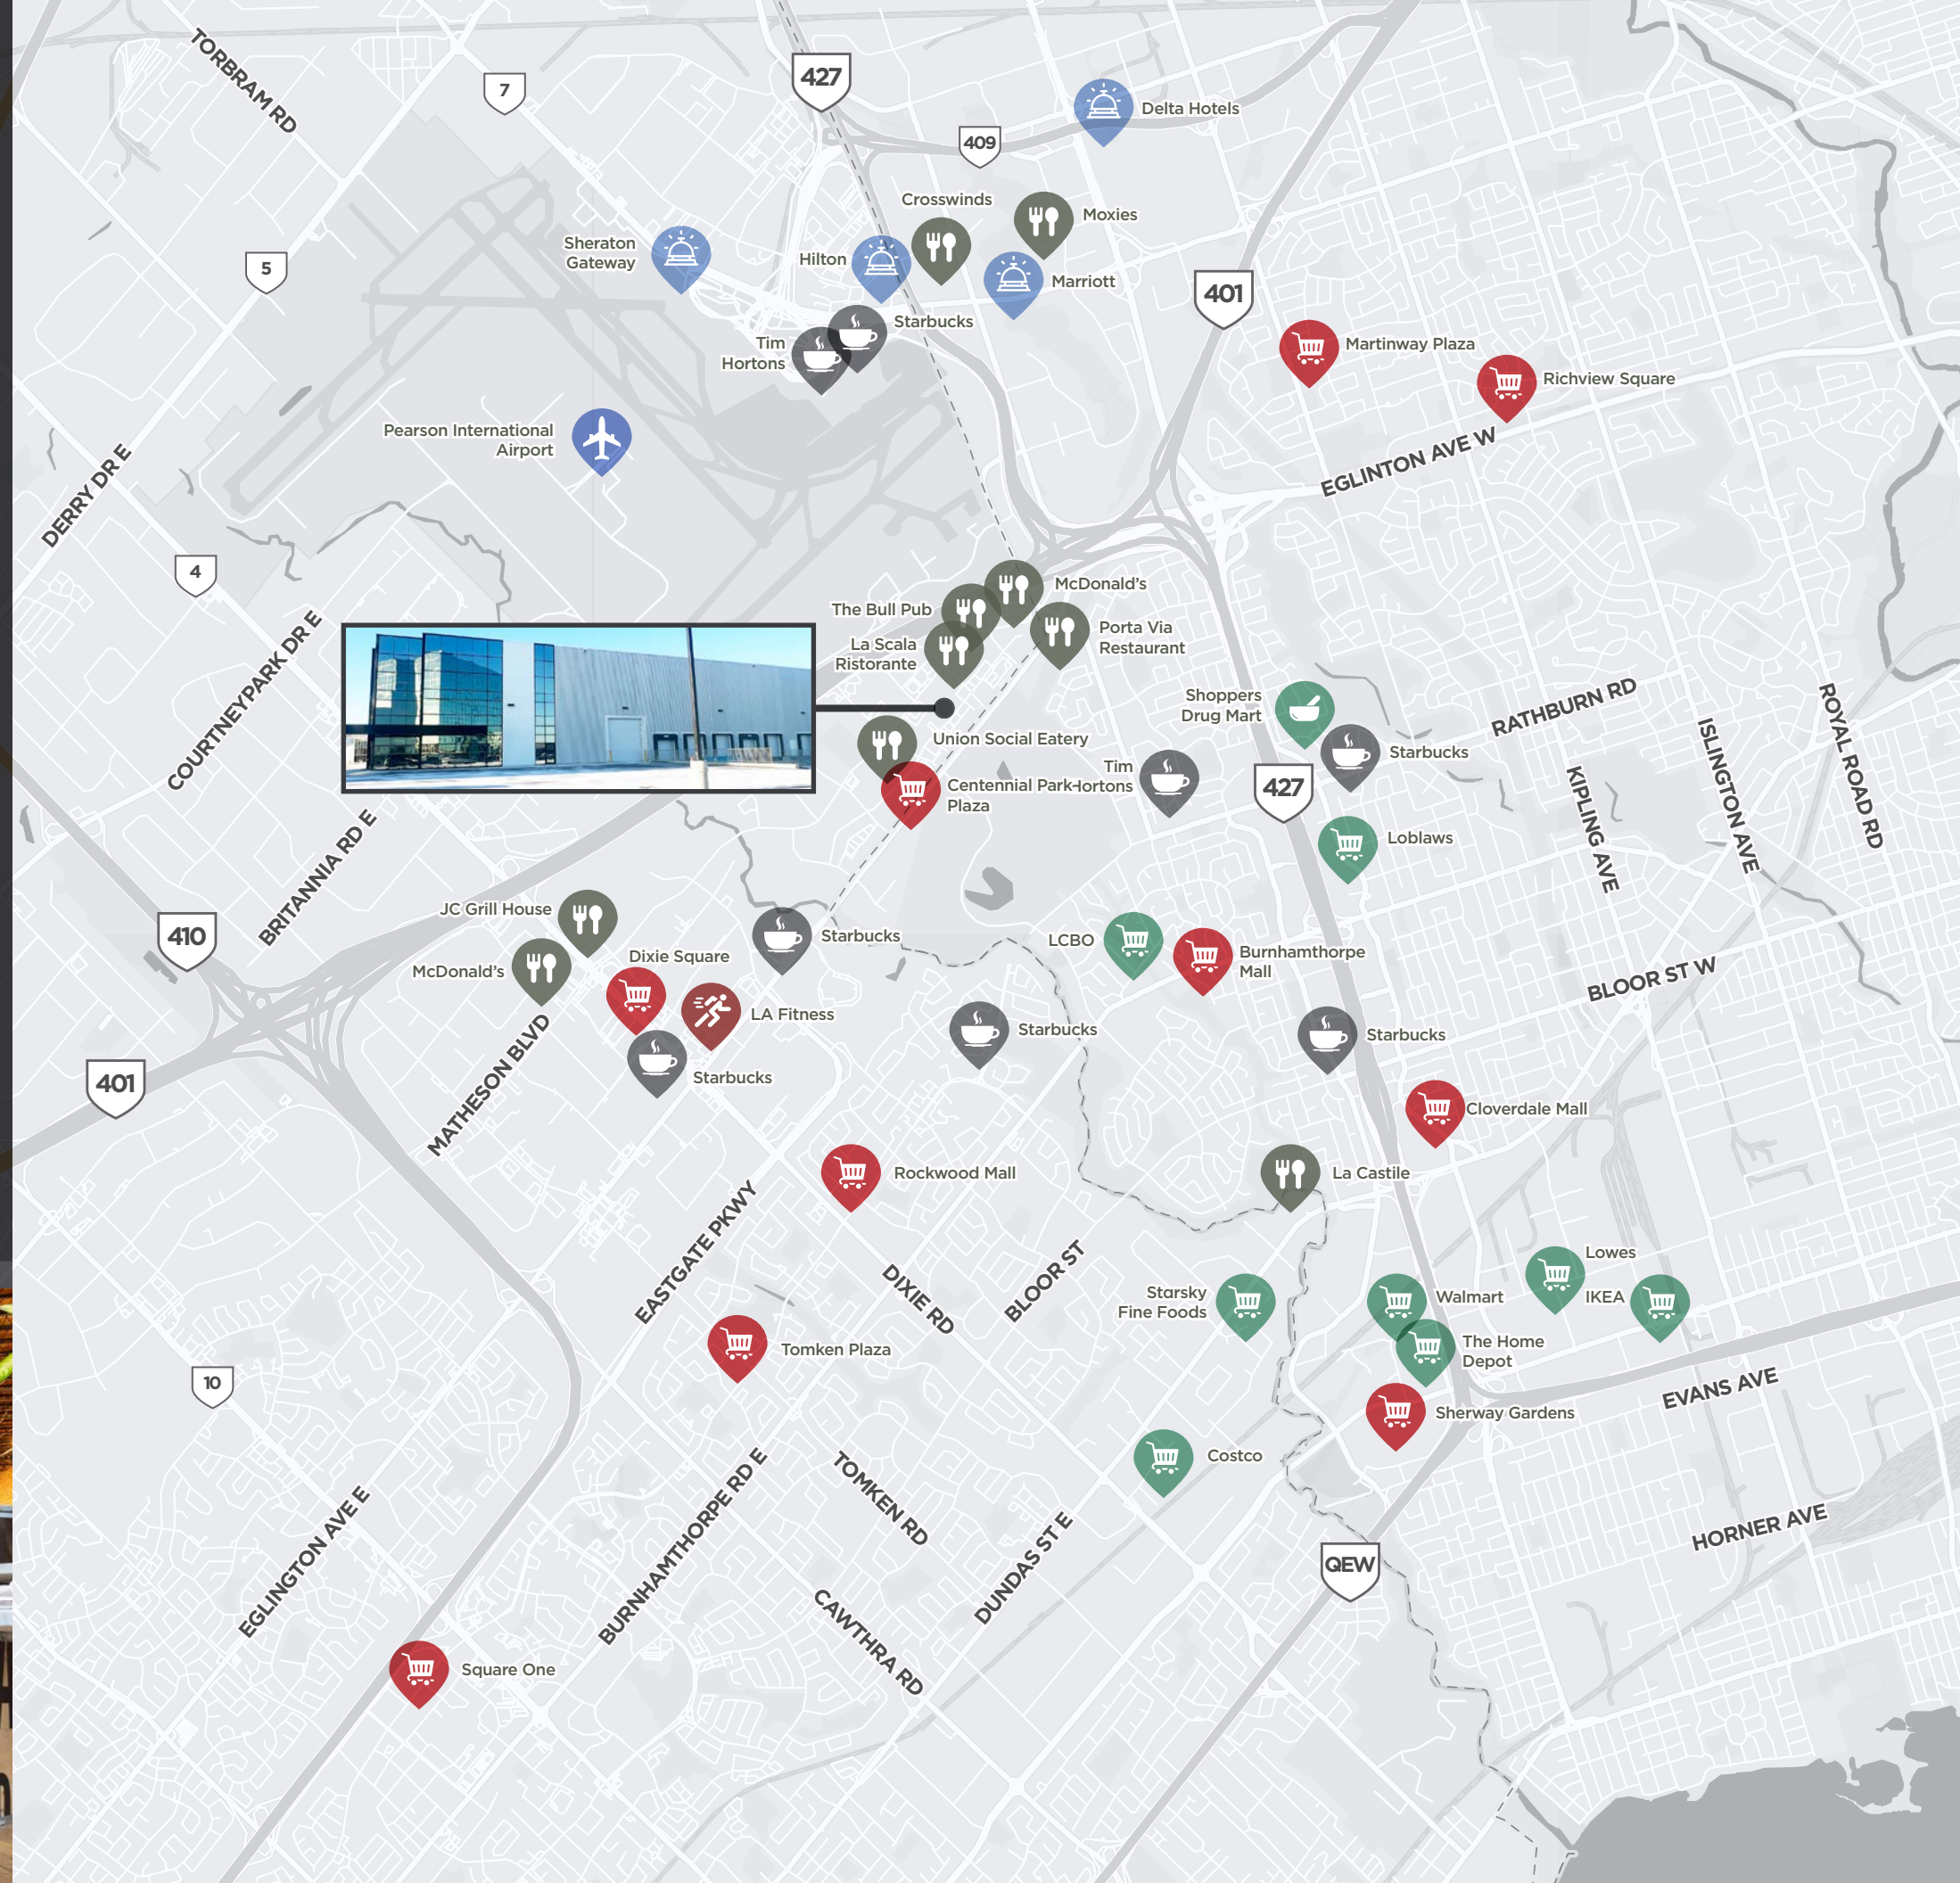 TORBRAM RD
7
427
409
Delta Hotels
Crosswinds
Moxies
Sheraton
Gateway
Hilton
Marriott
5
401
Starbucks
Tim
Hortons
Martinway Plaza
Richview Square
Pearson International
Airport
EGLINTON AVE W
DERRY DR E
4
McDonald's
The Bull Pub
Porta Via
Restaurant
La Scala
Ristorante
COURTNEYPARK DR E
Shoppers
Drug Mart
RATHBURN RD
ISLINGTON AVE
ROYAL ROAD RD
Union Social Eatery
Starbucks
Tim
Hortons
Centennial Park
Plaza
427
KIPLING AVE
Loblaws
BRITANNIA RD E
JC Grill House
410
Starbucks
LCBO
Burnhamthorpe
Mall
Dixie Square
McDonald's
BLOOR ST W
LA Fitness
Starbucks
Starbucks
MATHESON BLVD
401
Starbucks
Cloverdale Mall
Rockwood Mall
La Castile
EASTGATE PKWY
DIXIE RD
BLOOR ST
Lowes
Starsky
Fine Foods
Walmart
IKEA
Tomken Plaza
The Home
Depot
10
EVANS AVE
Sherway Gardens
Costco
TOMKEN RD
BURNHAMTHORPE RD E
EGLINGTON AVE E
DUNDAS ST E
HORNER AVE
QEW
CAWTHRA RD
Square One